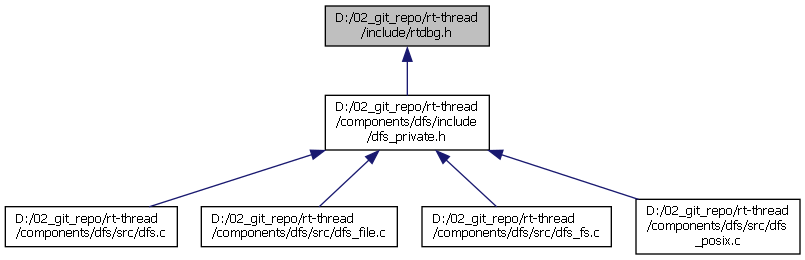 D:/02_git_repo/rt-thread
/include/rtdbg.h
D:/02_git_repo/rt-thread
/components/dfs/include
/dfs_private.h
D:/02_git_repo/rt-thread
/components/dfs/src/dfs.c
D:/02_git_repo/rt-thread
/components/dfs/src/dfs_file.c
D:/02_git_repo/rt-thread
/components/dfs/src/dfs_fs.c
D:/02_git_repo/rt-thread
/components/dfs/src/dfs
_posix.c